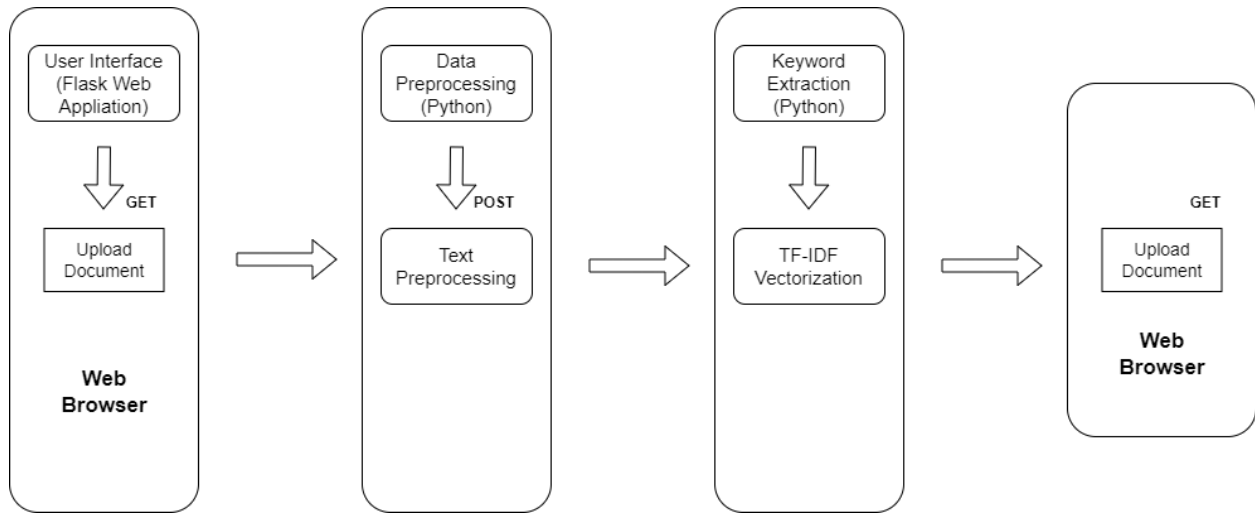 User Interface
(Flask Web
Appliation)
GET
Upload
Document
Web
Browser
Data
Preprocessing
(Python)
POST
Text
Preprocessing
Keyword
Extraction
(Python)
TF-IDF
Vectorization
GET
Upload
Document
Web
Browser